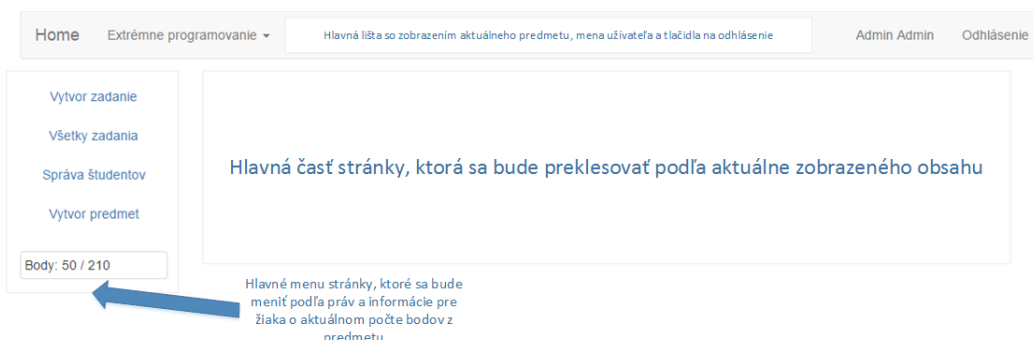 Home Extrémne programovanie Hlavná lišta so zobrazením aktuálneho predmetu, mena užívateľa a tlačidla na odhlásenie Admin Admin Odhlásenie
Vytvor zadanie
Všetky zadania
Správa študentov
Vytvor predmet
Body: 50 / 210
Hlavná časť stránky, ktorá sa bude preklesovať podľa aktuálne zobrazeného obsahu
Hlavné menu stránky, ktoré sa bude
meniť podľa práv a informácie pre
žiaka o aktuálnom počte bodov z
predmetu